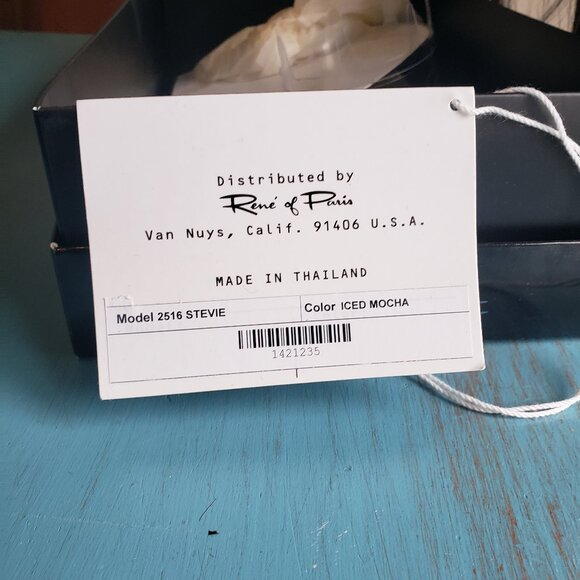 Distributed by
René of Paris
Van Nuys, Calif. 91406 U.S.A.
MADE IN THAILAND
Model 2516 STEVIE Color ICED MOCHA
1421235